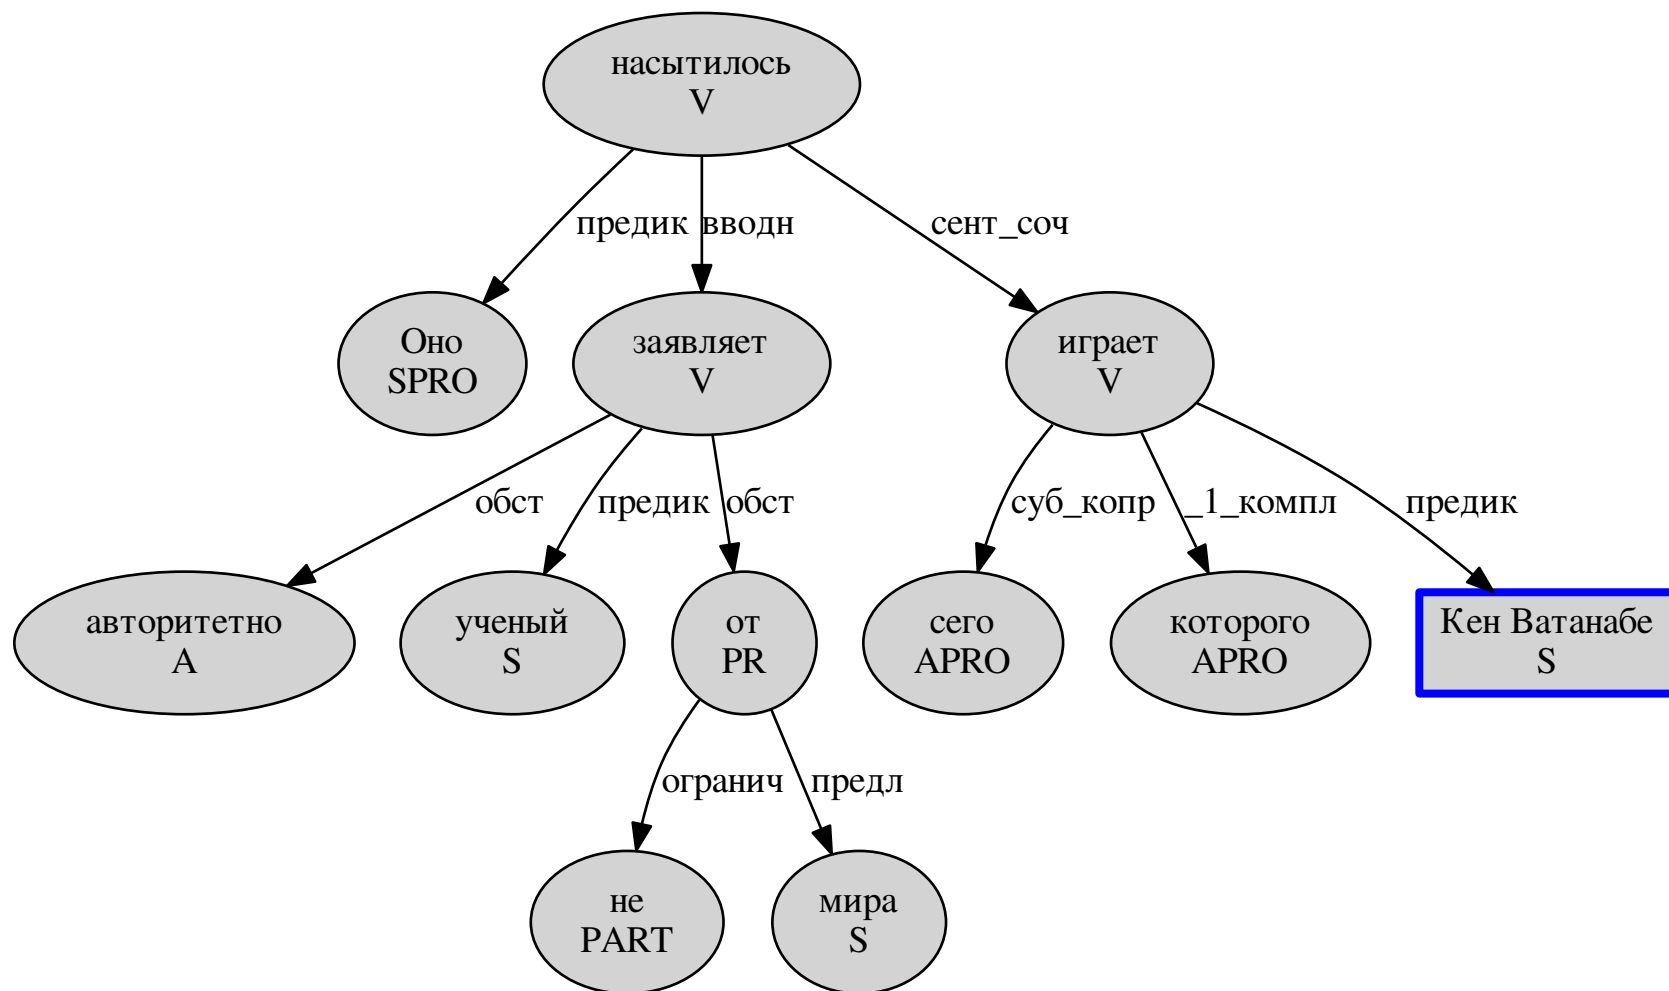 насытилось
V
предик
вводн
сент_соч
Оно
SPRO
заявляет
V
играет
V
обст
предик
обст
суб_копр
_1_компл
предик
авторитетно
A
ученый
S
от
PR
сего
APRO
которого
APRO
Кен Ватанабе
S
огранич
предл
не
PART
мира
S